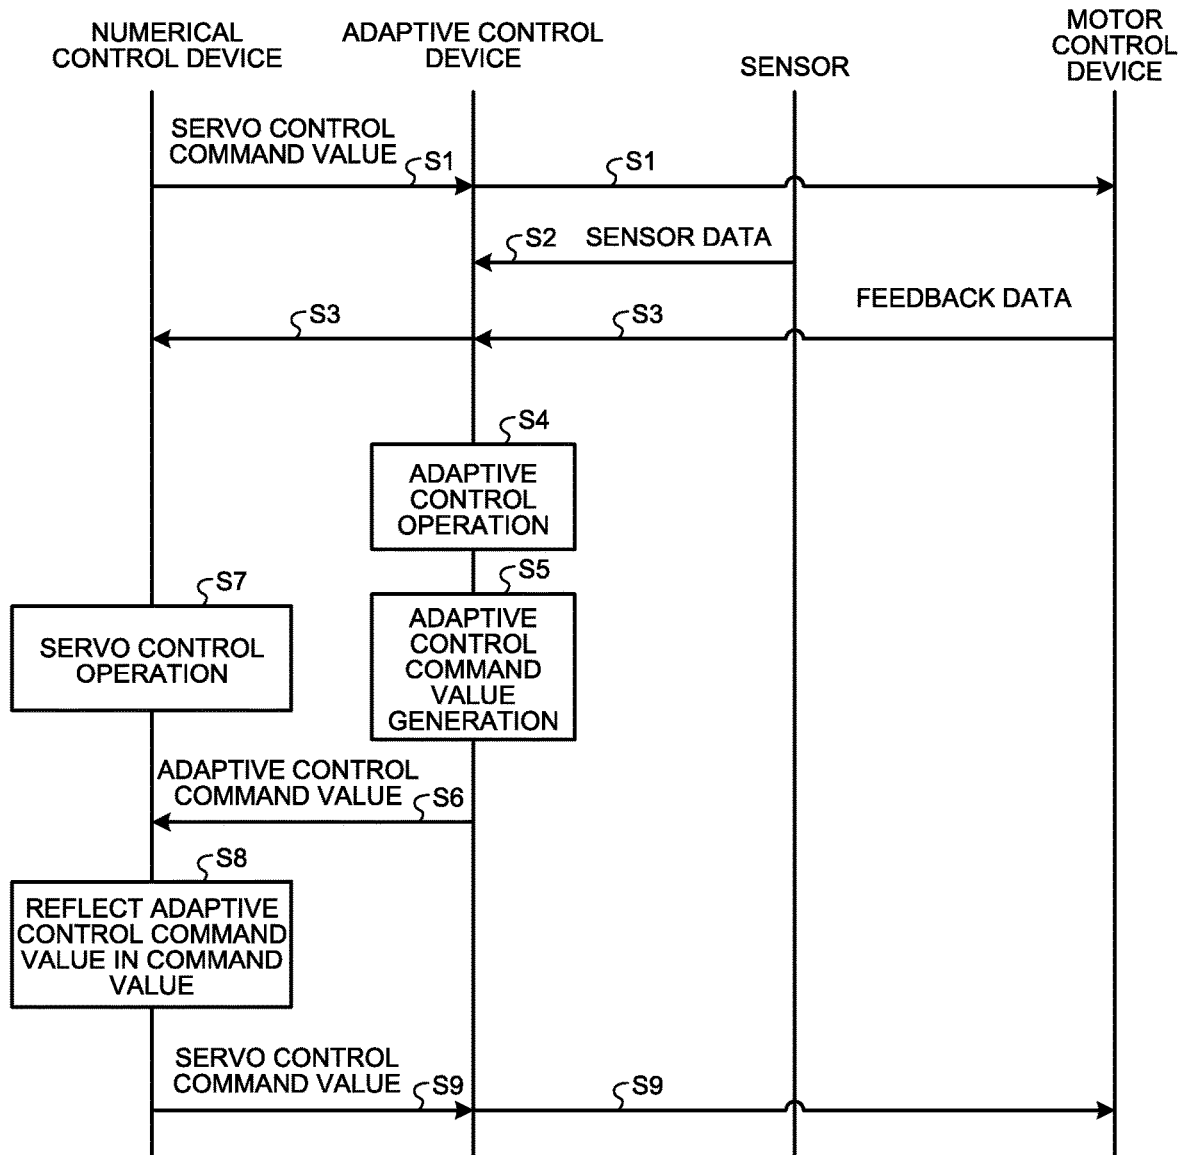 NUMERICAL
CONTROL DEVICE
ADAPTIVE CONTROL
DEVICE
SENSOR
MOTOR
CONTROL
DEVICE
SERVO CONTROL
COMMAND VALUE
S1
S1
S2
SENSOR DATA
FEEDBACK DATA
S3
S3
S4
ADAPTIVE
CONTROL
OPERATION
S7
SERVO CONTROL
OPERATION
S5
ADAPTIVE
CONTROL
COMMAND
VALUE
GENERATION
ADAPTIVE CONTROL
COMMAND VALUE
S6
S8
REFLECT ADAPTIVE
CONTROL COMMAND
VALUE IN COMMAND
VALUE
SERVO CONTROL
COMMAND VALUE
S9
S9